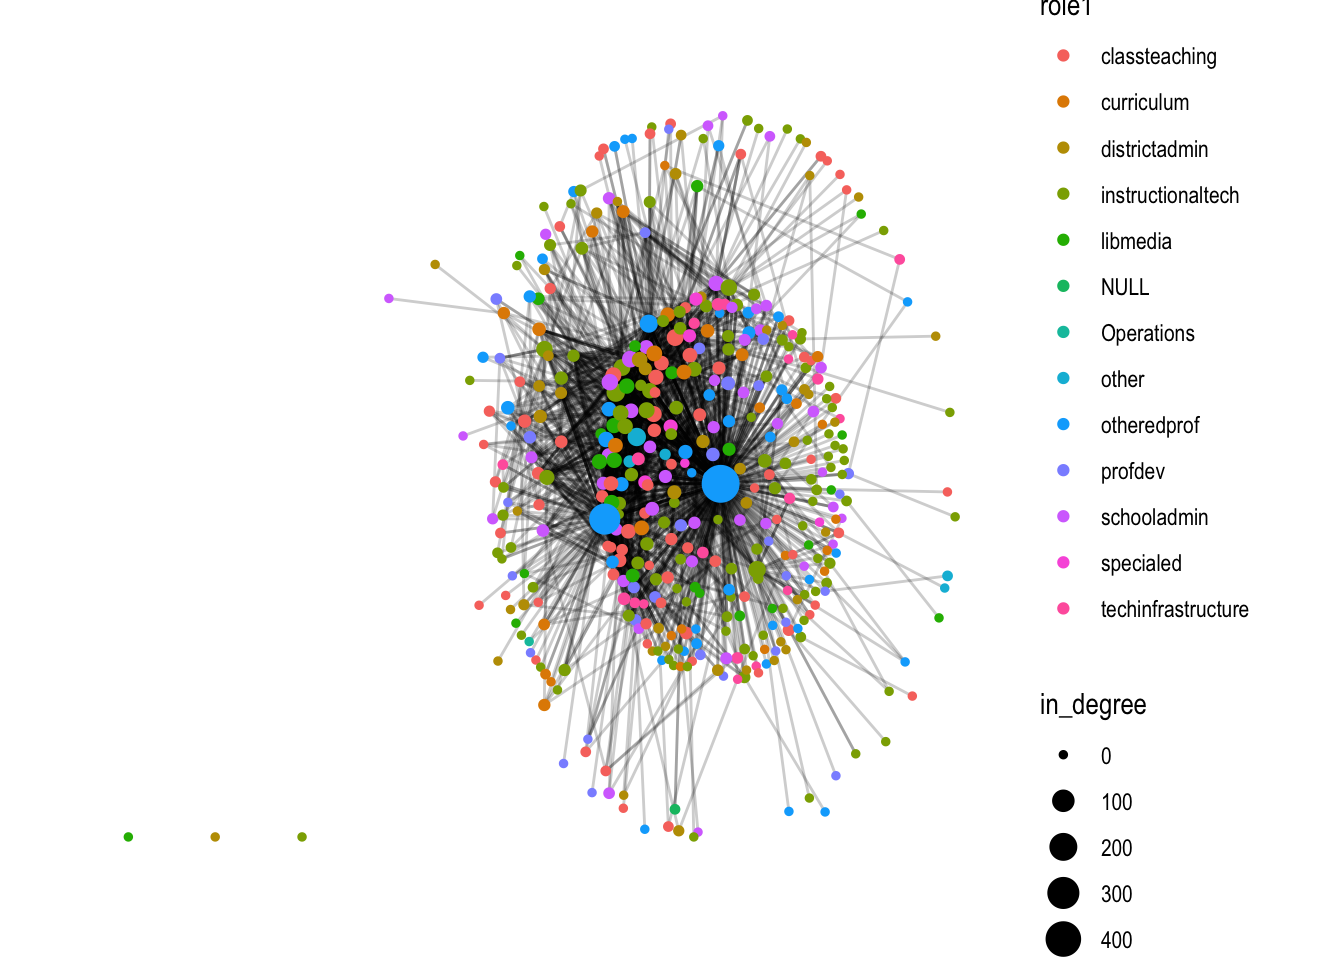 role1
classteaching
curriculum
districtadmin
instructionaltech
libmedia
NULL
Operations
other
otheredprof
profdev
schooladmin
specialed
techinfrastructure
in_degree
0
100
200
300
400